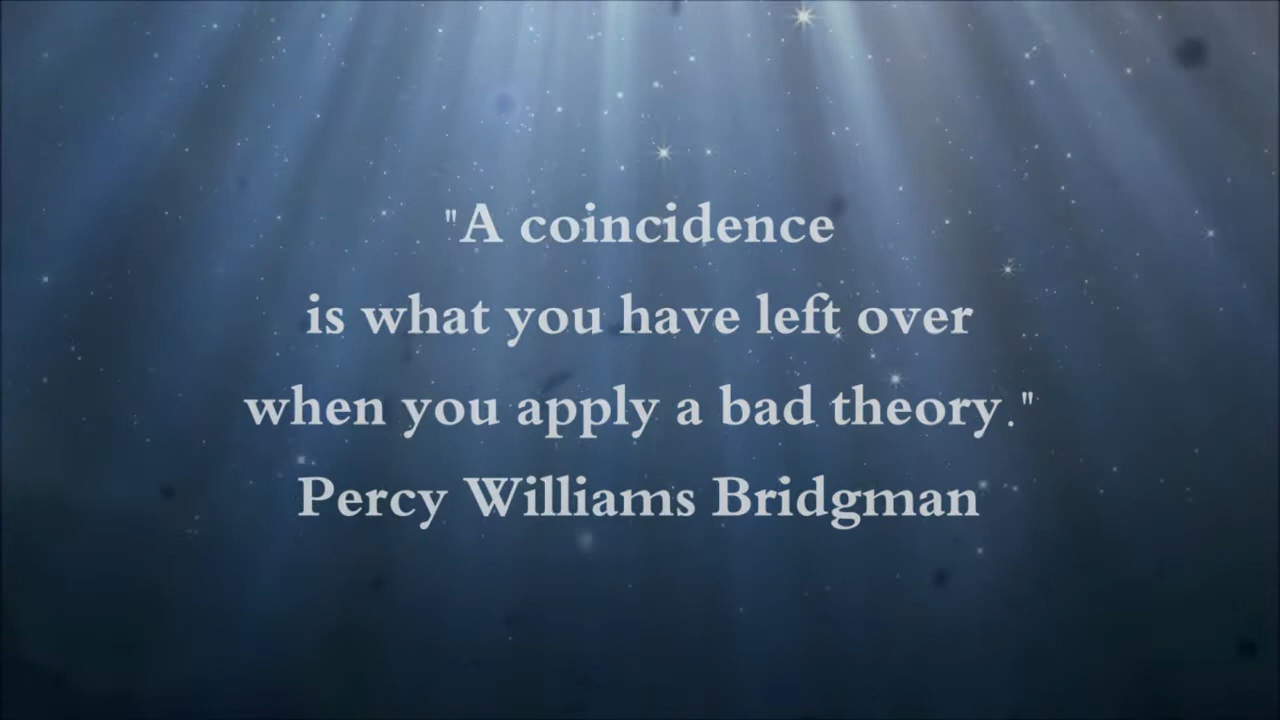 "A coincidence
is what you have left over
when you apply a bad theory."
Percy Williams Bridgman